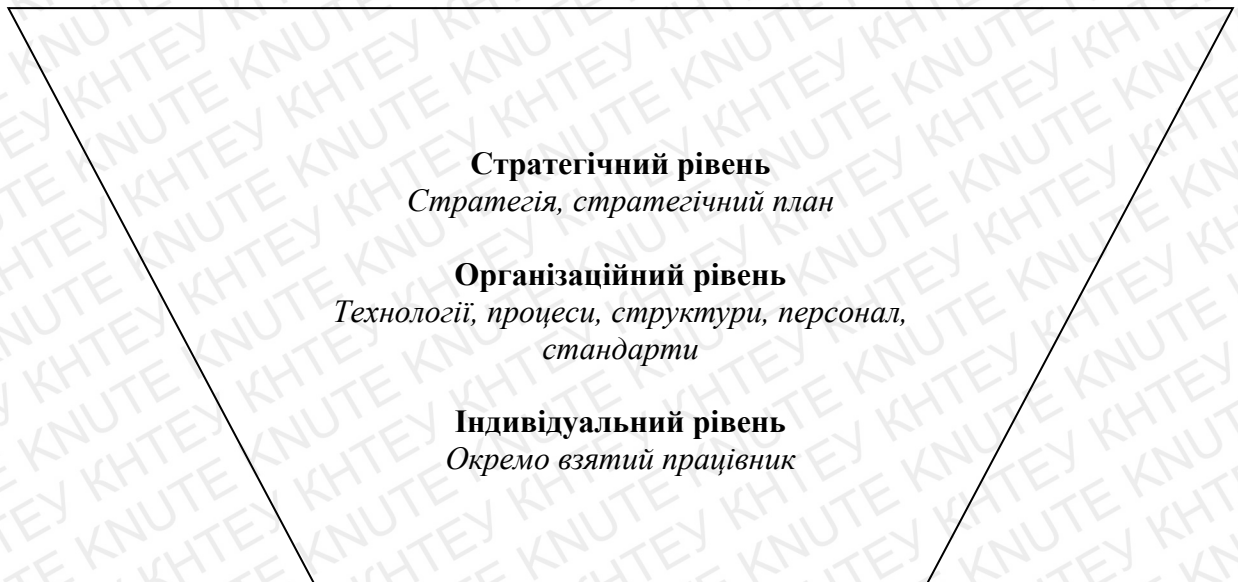 Стратегічний рівень
Стратегія, стратегічний план
Організаційний рівень
Технології, процеси, структури, персонал,
стандарти
Індивідуальний рівень
Окремо взятий працівник